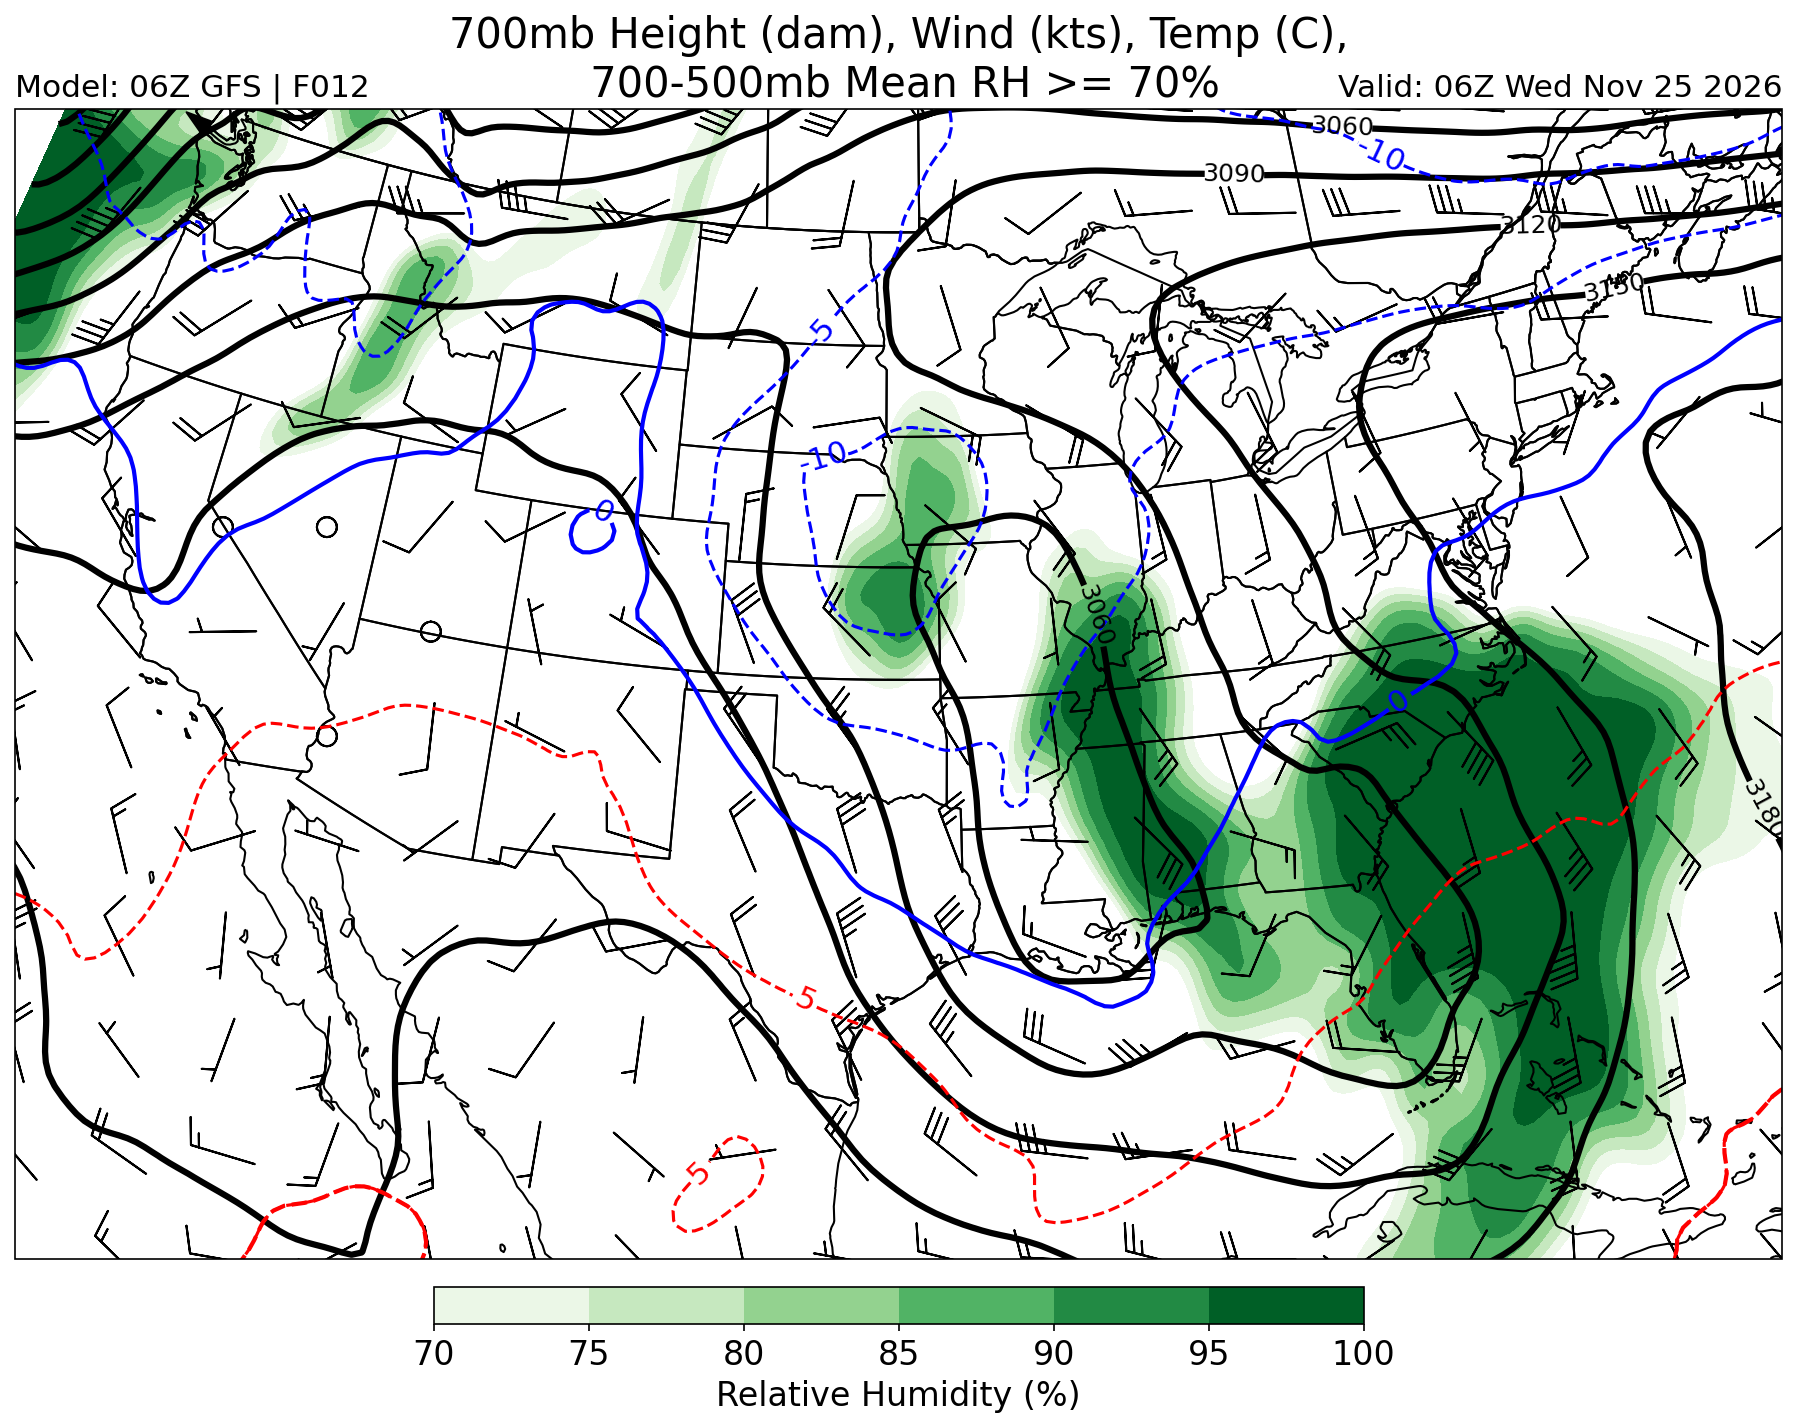 700mb Height (dam), Wind (kts), Temp (C),
700-500mb Mean RH >= 70%
Model: 06Z GFS | F012
Valid: 06Z Wed Nov 25 2026
3060
-10
3090
3120
3150
-5
-10
0
3060
0
3180
5
5
70 75 80 85 90 95 100
Relative Humidity (%)